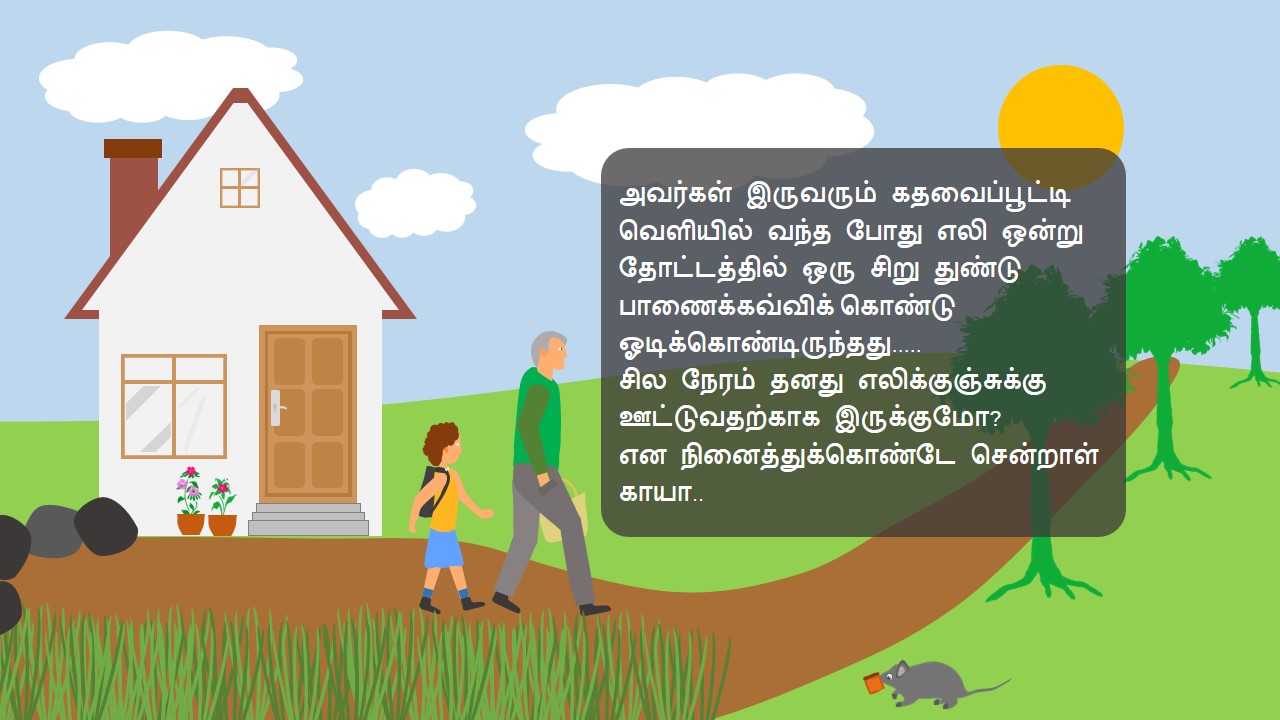 அவர்கள் இருவரும் கதவைப்பூட்டி
வெளியில் வந்த போது எலி ஒன்று
தோட்டத்தில் ஒரு சிறு துண்டு
பாணைக்கவ்விக் கொண்டு
ஓடிக்கொண்டிருந்தது.....
சில நேரம் தனது எலிக்குஞ்சுக்கு
ஊட்டுவதற்காக இருக்குமோ?
என நினைத்துக்கொண்டே சென்றாள்
காயா..